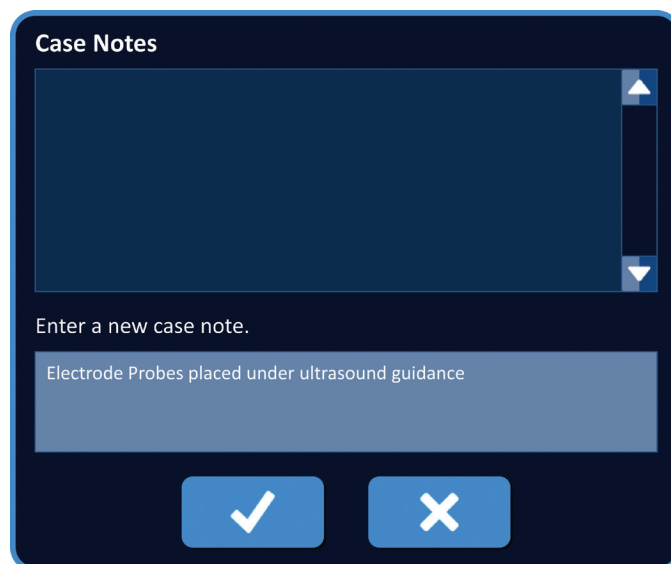 Case Notes
Enter a new case note.
Electrode Probes placed under ultrasound guidance